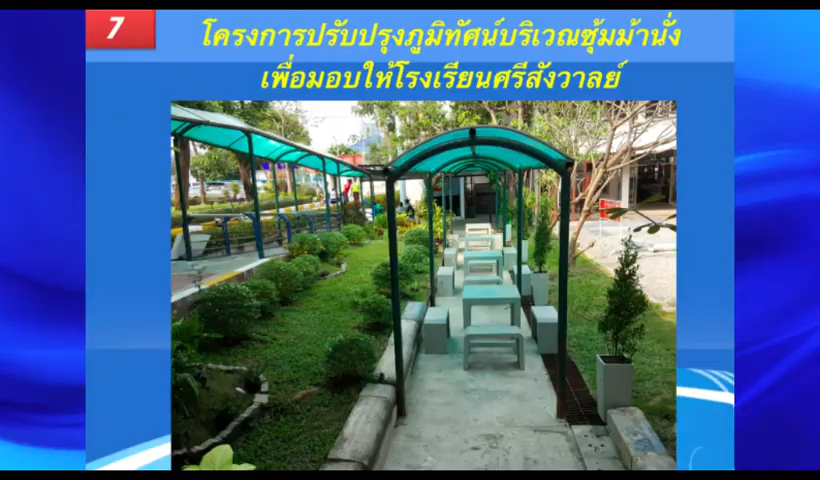 7
โครงการปรับปรุงภูมิทัศน์บริเวณซุ้มม้านั่ง
เพื่อมอบให้โรงเรียนศรีสังวาลย์